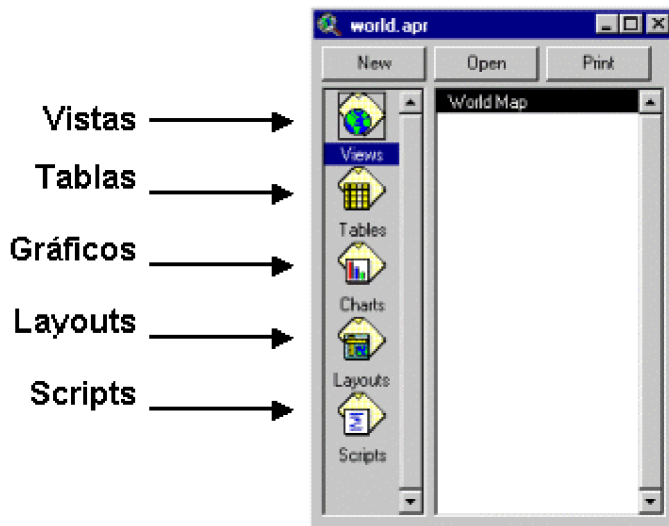 world.apr
New
Open
Print
Vistas
Tablas
Gráficos
Layouts
Scripts
Views
Tables
Charts
Layouts
Scripts
World Map